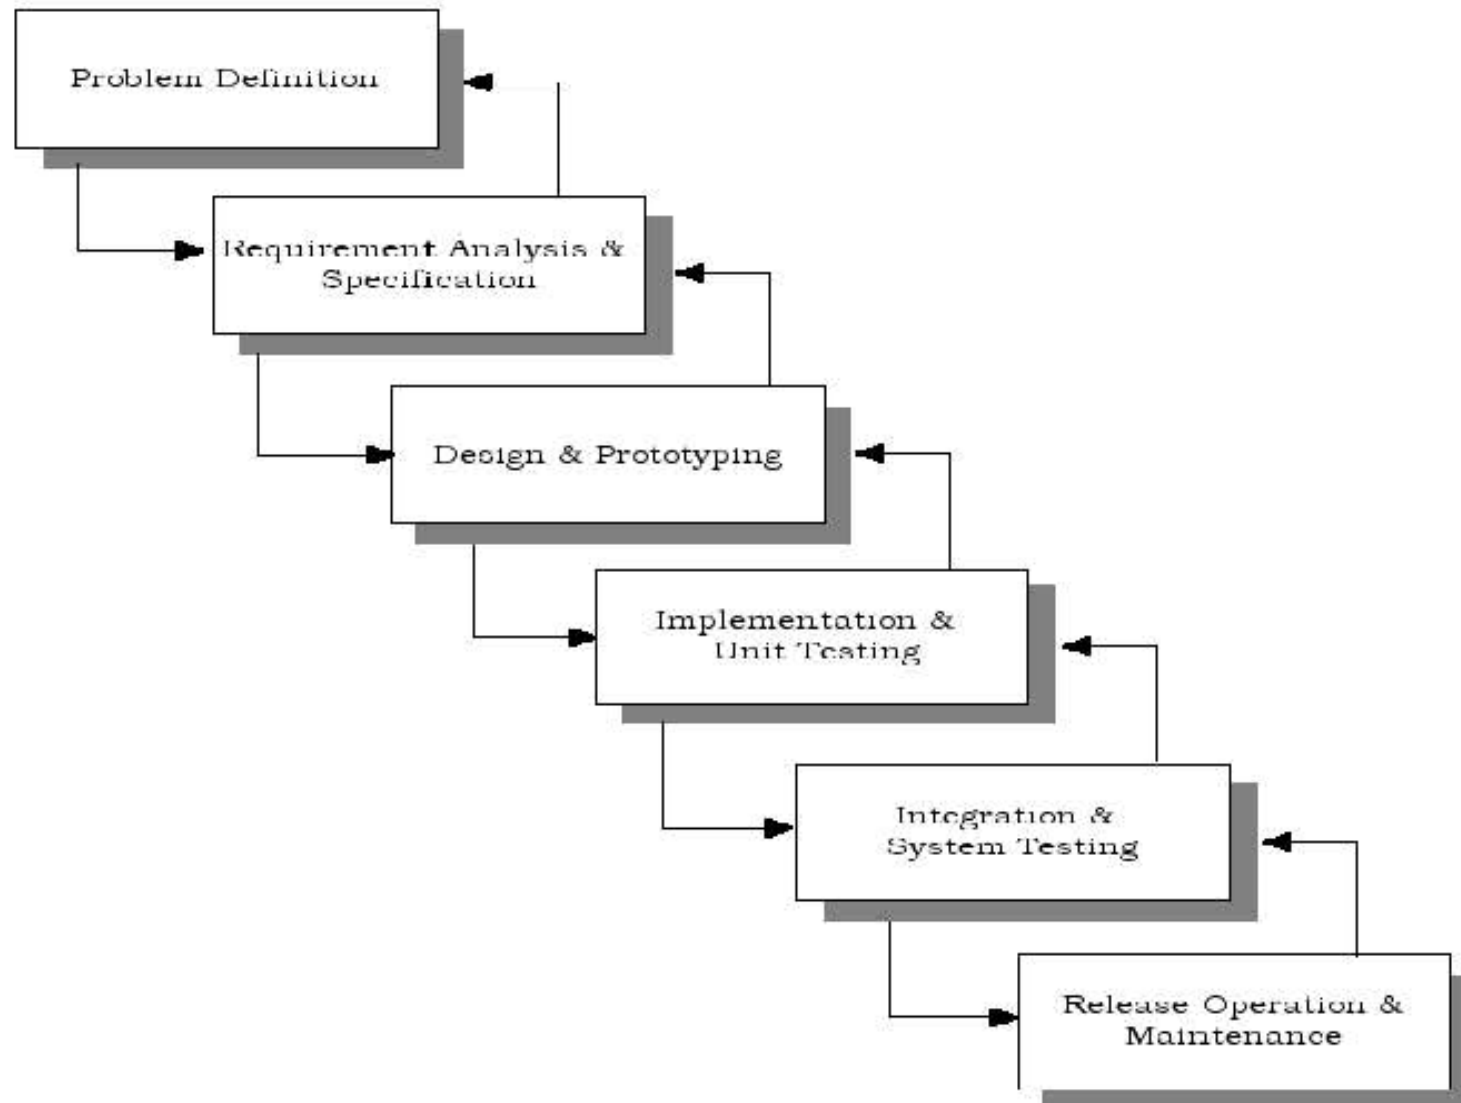 Problem Definition
Requirement Analysis &
Specification
Design & Prototyping
Implementation &
Unit Testing
Integration &
System Testing
Release Operation &
Maintenance